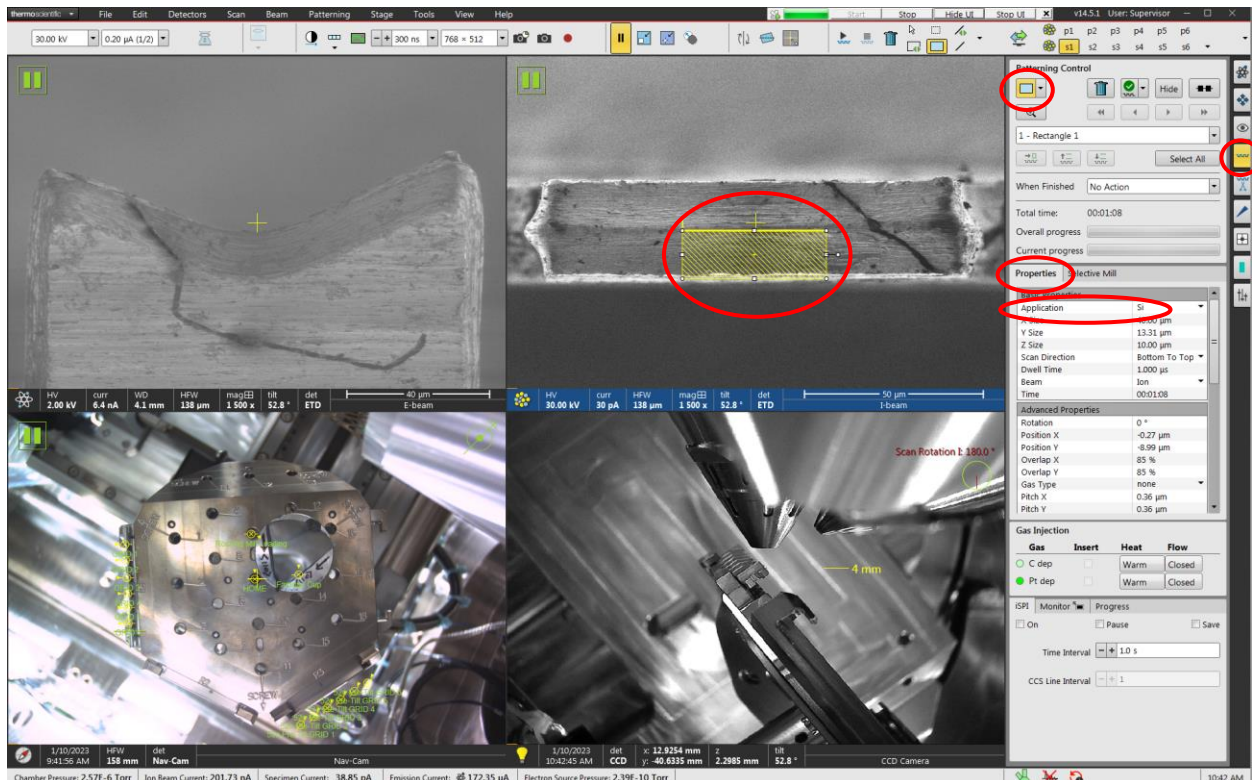 thermoscientific File Edit Detectors Scan Beam Patterning Stage Tools View Help Start Stop Hide UI Stop UI X v14.5.1 User: Supervisor
30.00 kV 0.20 µA (1/2) 300 ns 768 × 512 p1 p2 p3 p4 p5 p6
s1 s2 s3 s4 s5 s6
Patterning Control
Hide
1 - Rectangle 1
Select All
When Finished No Action
Total time: 00:01:08
Overall progress
Current progress
Properties Selective Mill
Basic Properties
Application Si
X Size
Y Size 13.31 µm
Z Size 10.00 µm
Scan Direction Bottom To Top
Dwell Time 1.000 µs
Beam Ion
Time 00:01:08
Advanced Properties
Rotation 0 °
Position X -0.27 µm
Position Y -8.99 µm
Overlap X 85 %
Overlap Y 85 %
Gas Type none
Pitch X 0.36 µm
Pitch Y 0.36 µm
Gas Injection
Gas Insert Heat Flow
C dep Warm Closed
Pt dep Warm Closed
iSPI Monitor Progress
On Pause Save
Time Interval 1.0 s
CCS Line Interval 1
HV curr WD HFW mag tilt det 40 µm
2.00 kV 6.4 nA 4.1 mm 138 µm 1 500 x 52.8 ° ETD E-beam
HV curr HFW mag tilt det 50 µm
30.00 kV 30 pA 138 µm 1 500 x 52.8 ° ETD I-beam
HOME
SCREW
GRID 4
GRID 1
Scan Rotation I: 180.0 °
4 mm
1/10/2023 HFW det
9:41:56 AM 158 mm Nav-Cam Nav-Cam
1/10/2023 det x: 12.9254 mm z tilt
10:42:45 AM CCD y: -40.6335 mm 2.2985 mm 52.8 ° CCD Camera
Chamber Pressure: 2.57E-6 Torr Ion Beam Current: 201.73 nA Specimen Current: 38.85 pA Emission Current: 172.35 µA Electron Source Pressure: 2.39E-10 Torr 10:42 AM